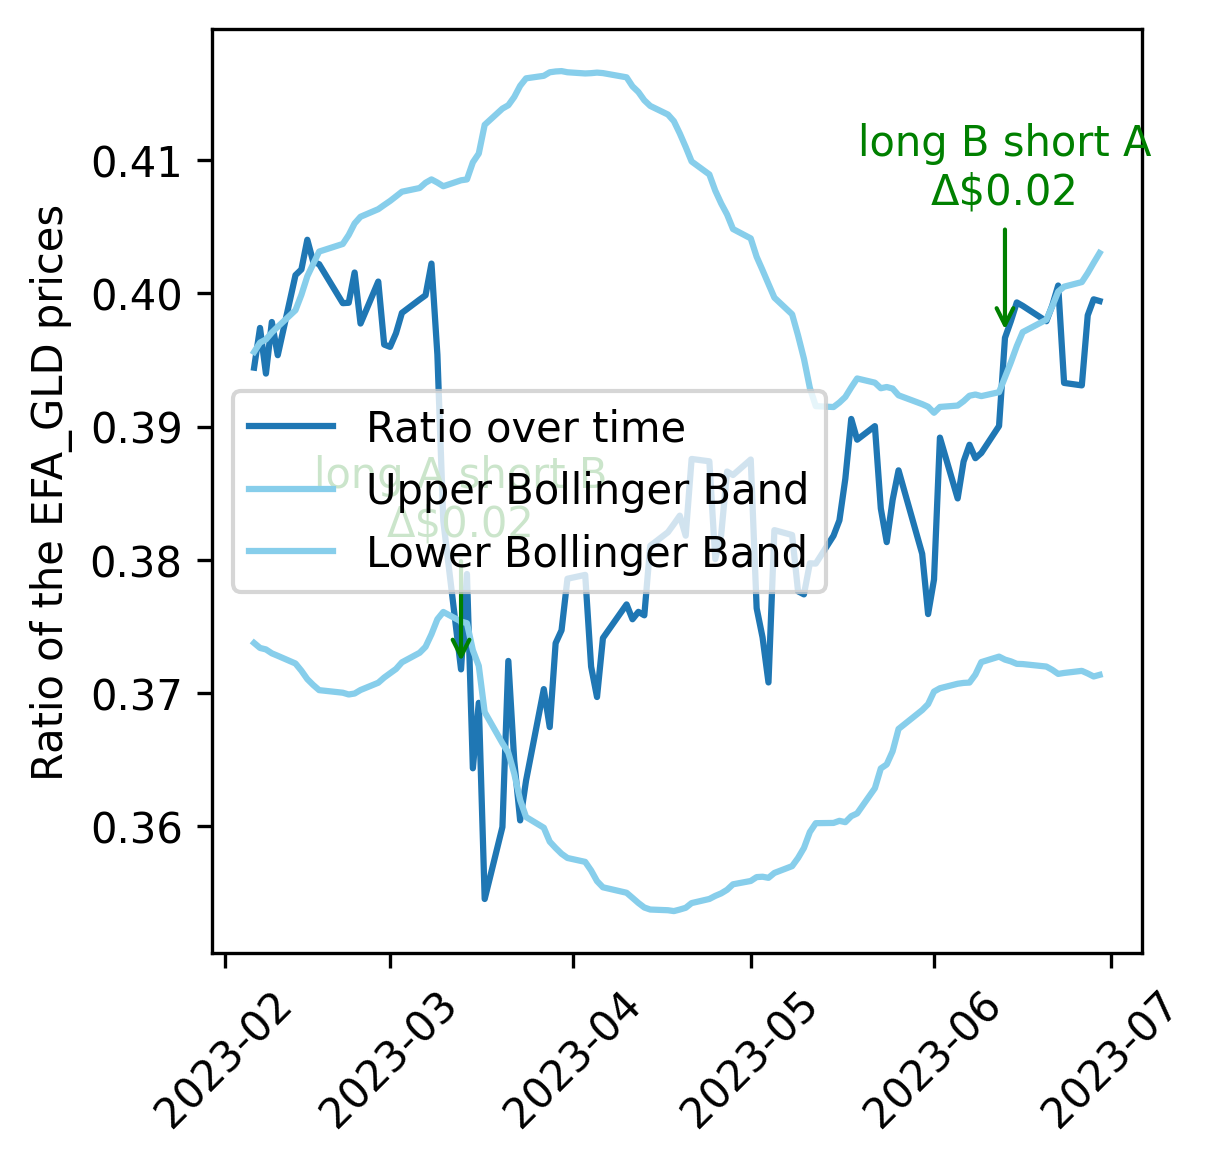 long B short A
Δ$0.02
0.41
0.40
0.39
0.38
0.37
0.36
Ratio of the EFA_GLD prices
Ratio over time
long A short B
Upper Bollinger Band
Δ$0.02
Lower Bollinger Band
2023-02
2023-03
2023-04
2023-05
2023-06
2023-07